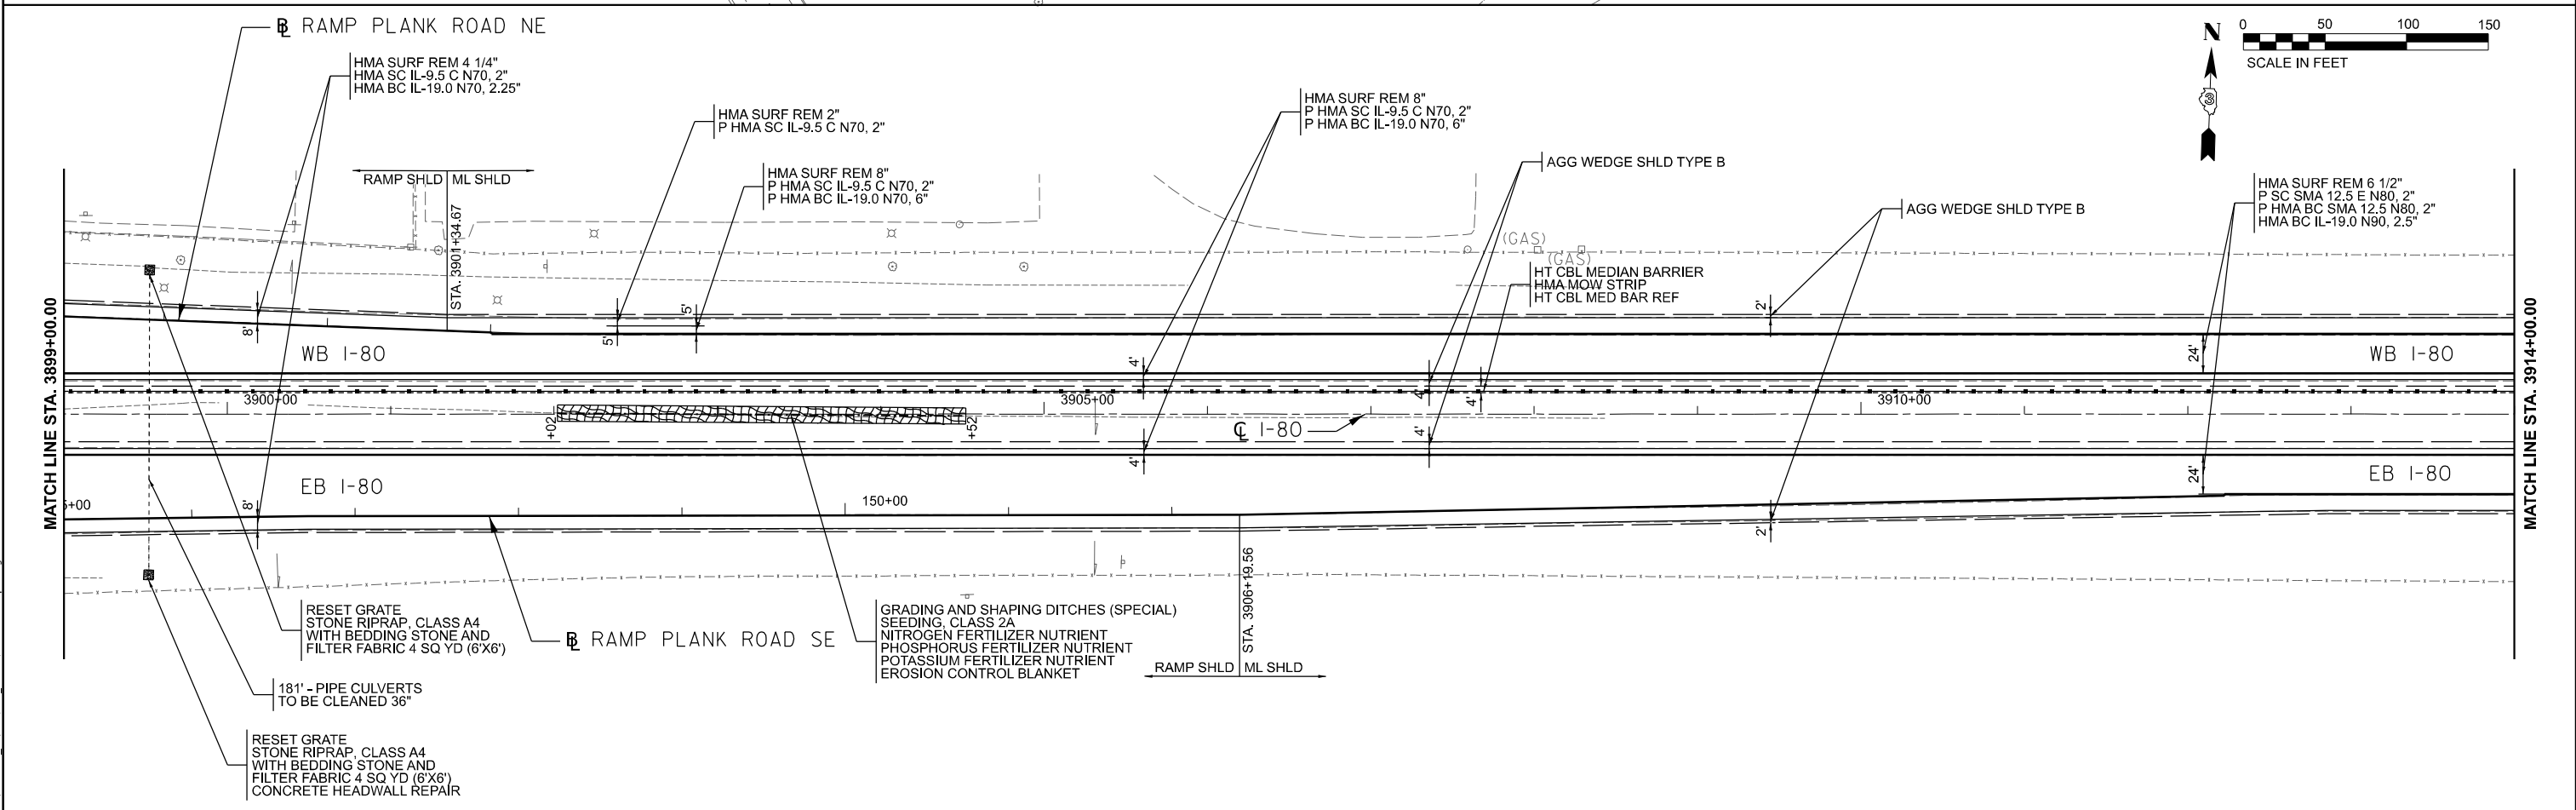 ℄ RAMP PLANK ROAD NE
HMA SURF REM 4 1/4"
HMA SC IL-9.5 C N70, 2"
HMA BC IL-19.0 N70, 2.25"
HMA SURF REM 2"
P HMA SC IL-9.5 C N70, 2"
HMA SURF REM 8"
P HMA SC IL-9.5 C N70, 2"
P HMA BC IL-19.0 N70, 6"
HMA SURF REM 8"
P HMA SC IL-9.5 C N70, 2"
P HMA BC IL-19.0 N70, 6"
AGG WEDGE SHLD TYPE B
AGG WEDGE SHLD TYPE B
HMA SURF REM 6 1/2"
P SC SMA 12.5 E N80, 2"
P HMA BC SMA 12.5 N80, 2"
HMA BC IL-19.0 N90, 2.5"
N
3
0 50 100 150
SCALE IN FEET
RAMP SHLD ML SHLD
STA. 3901+34.67
(GAS)
(GAS)
HT CBL MEDIAN BARRIER
HMA MOW STRIP
HT CBL MED BAR REF
MATCH LINE STA. 3899+00.00
MATCH LINE STA. 3914+00.00
8'
5'
5'
2'
WB I-80
4'
24'
WB I-80
4'
4'
3900+00
3905+00
3910+00
+02
+52
℄ I-80
4'
4'
EB I-80
24'
EB I-80
5+00
8'
150+00
2'
STA. 3906+19.56
RAMP SHLD ML SHLD
RESET GRATE
STONE RIPRAP, CLASS A4
WITH BEDDING STONE AND
FILTER FABRIC 4 SQ YD (6'X6')
℄ RAMP PLANK ROAD SE
GRADING AND SHAPING DITCHES (SPECIAL)
SEEDING, CLASS 2A
NITROGEN FERTILIZER NUTRIENT
PHOSPHORUS FERTILIZER NUTRIENT
POTASSIUM FERTILIZER NUTRIENT
EROSION CONTROL BLANKET
181' - PIPE CULVERTS
TO BE CLEANED 36"
RESET GRATE
STONE RIPRAP, CLASS A4
WITH BEDDING STONE AND
FILTER FABRIC 4 SQ YD (6'X6')
CONCRETE HEADWALL REPAIR